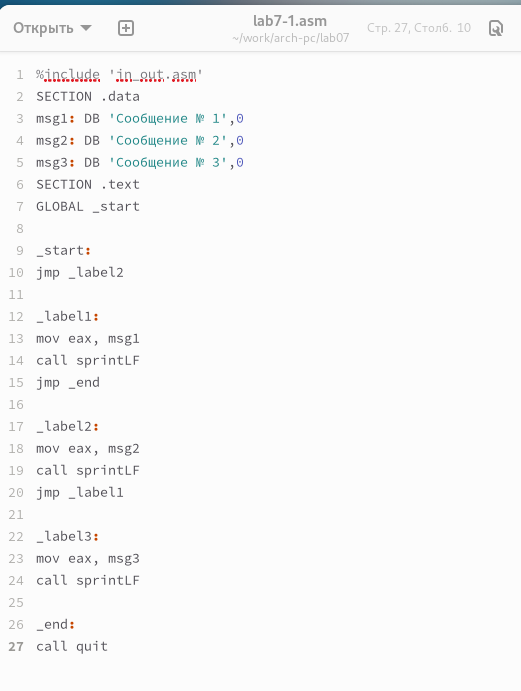 Открыть
lab7-1.asm
~/work/arch-pc/lab07
Стр. 27, Столб. 10
1 %include 'in_out.asm'
2 SECTION .data
3 msg1: DB 'Сообщение № 1',0
4 msg2: DB 'Сообщение № 2',0
5 msg3: DB 'Сообщение № 3',0
6 SECTION .text
7 GLOBAL _start
8
9 _start:
10 jmp _label2
11
12 _label1:
13 mov eax, msg1
14 call sprintLF
15 jmp _end
16
17 _label2:
18 mov eax, msg2
19 call sprintLF
20 jmp _label1
21
22 _label3:
23 mov eax, msg3
24 call sprintLF
25
26 _end:
27 call quit